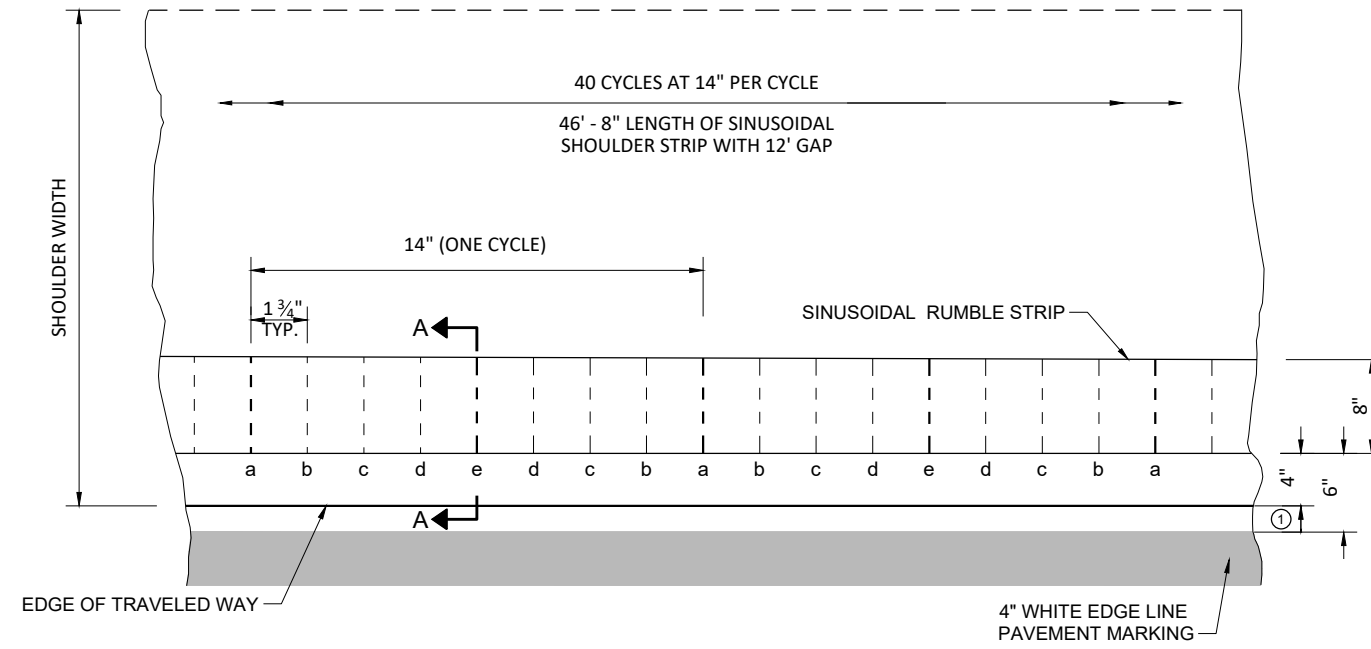 40 CYCLES AT 14" PER CYCLE
46' - 8" LENGTH OF SINUSOIDAL
SHOULDER STRIP WITH 12' GAP
SHOULDER WIDTH
14" (ONE CYCLE)
1 ¾"
TYP.
A
SINUSOIDAL RUMBLE STRIP
8"
a b c d e d c b a b c d e d c b a
4"
6"
A
①
EDGE OF TRAVELED WAY
4" WHITE EDGE LINE
PAVEMENT MARKING